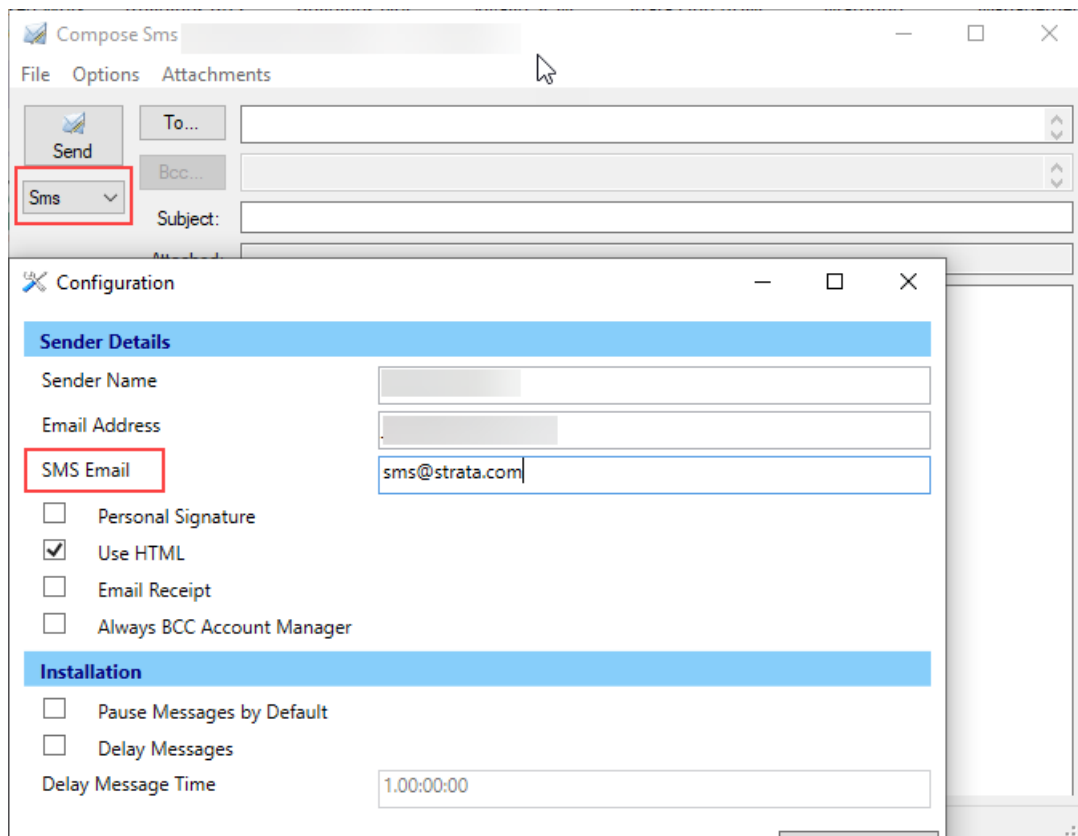 Compose Sms
File Options Attachments
Send
To...
Bcc...
Sms
Subject:
Configuration
Sender Details
Sender Name
Email Address
SMS Email
sms@strata.com
Personal Signature
Use HTML
Email Receipt
Always BCC Account Manager
Installation
Pause Messages by Default
Delay Messages
Delay Message Time
1.00:00:00